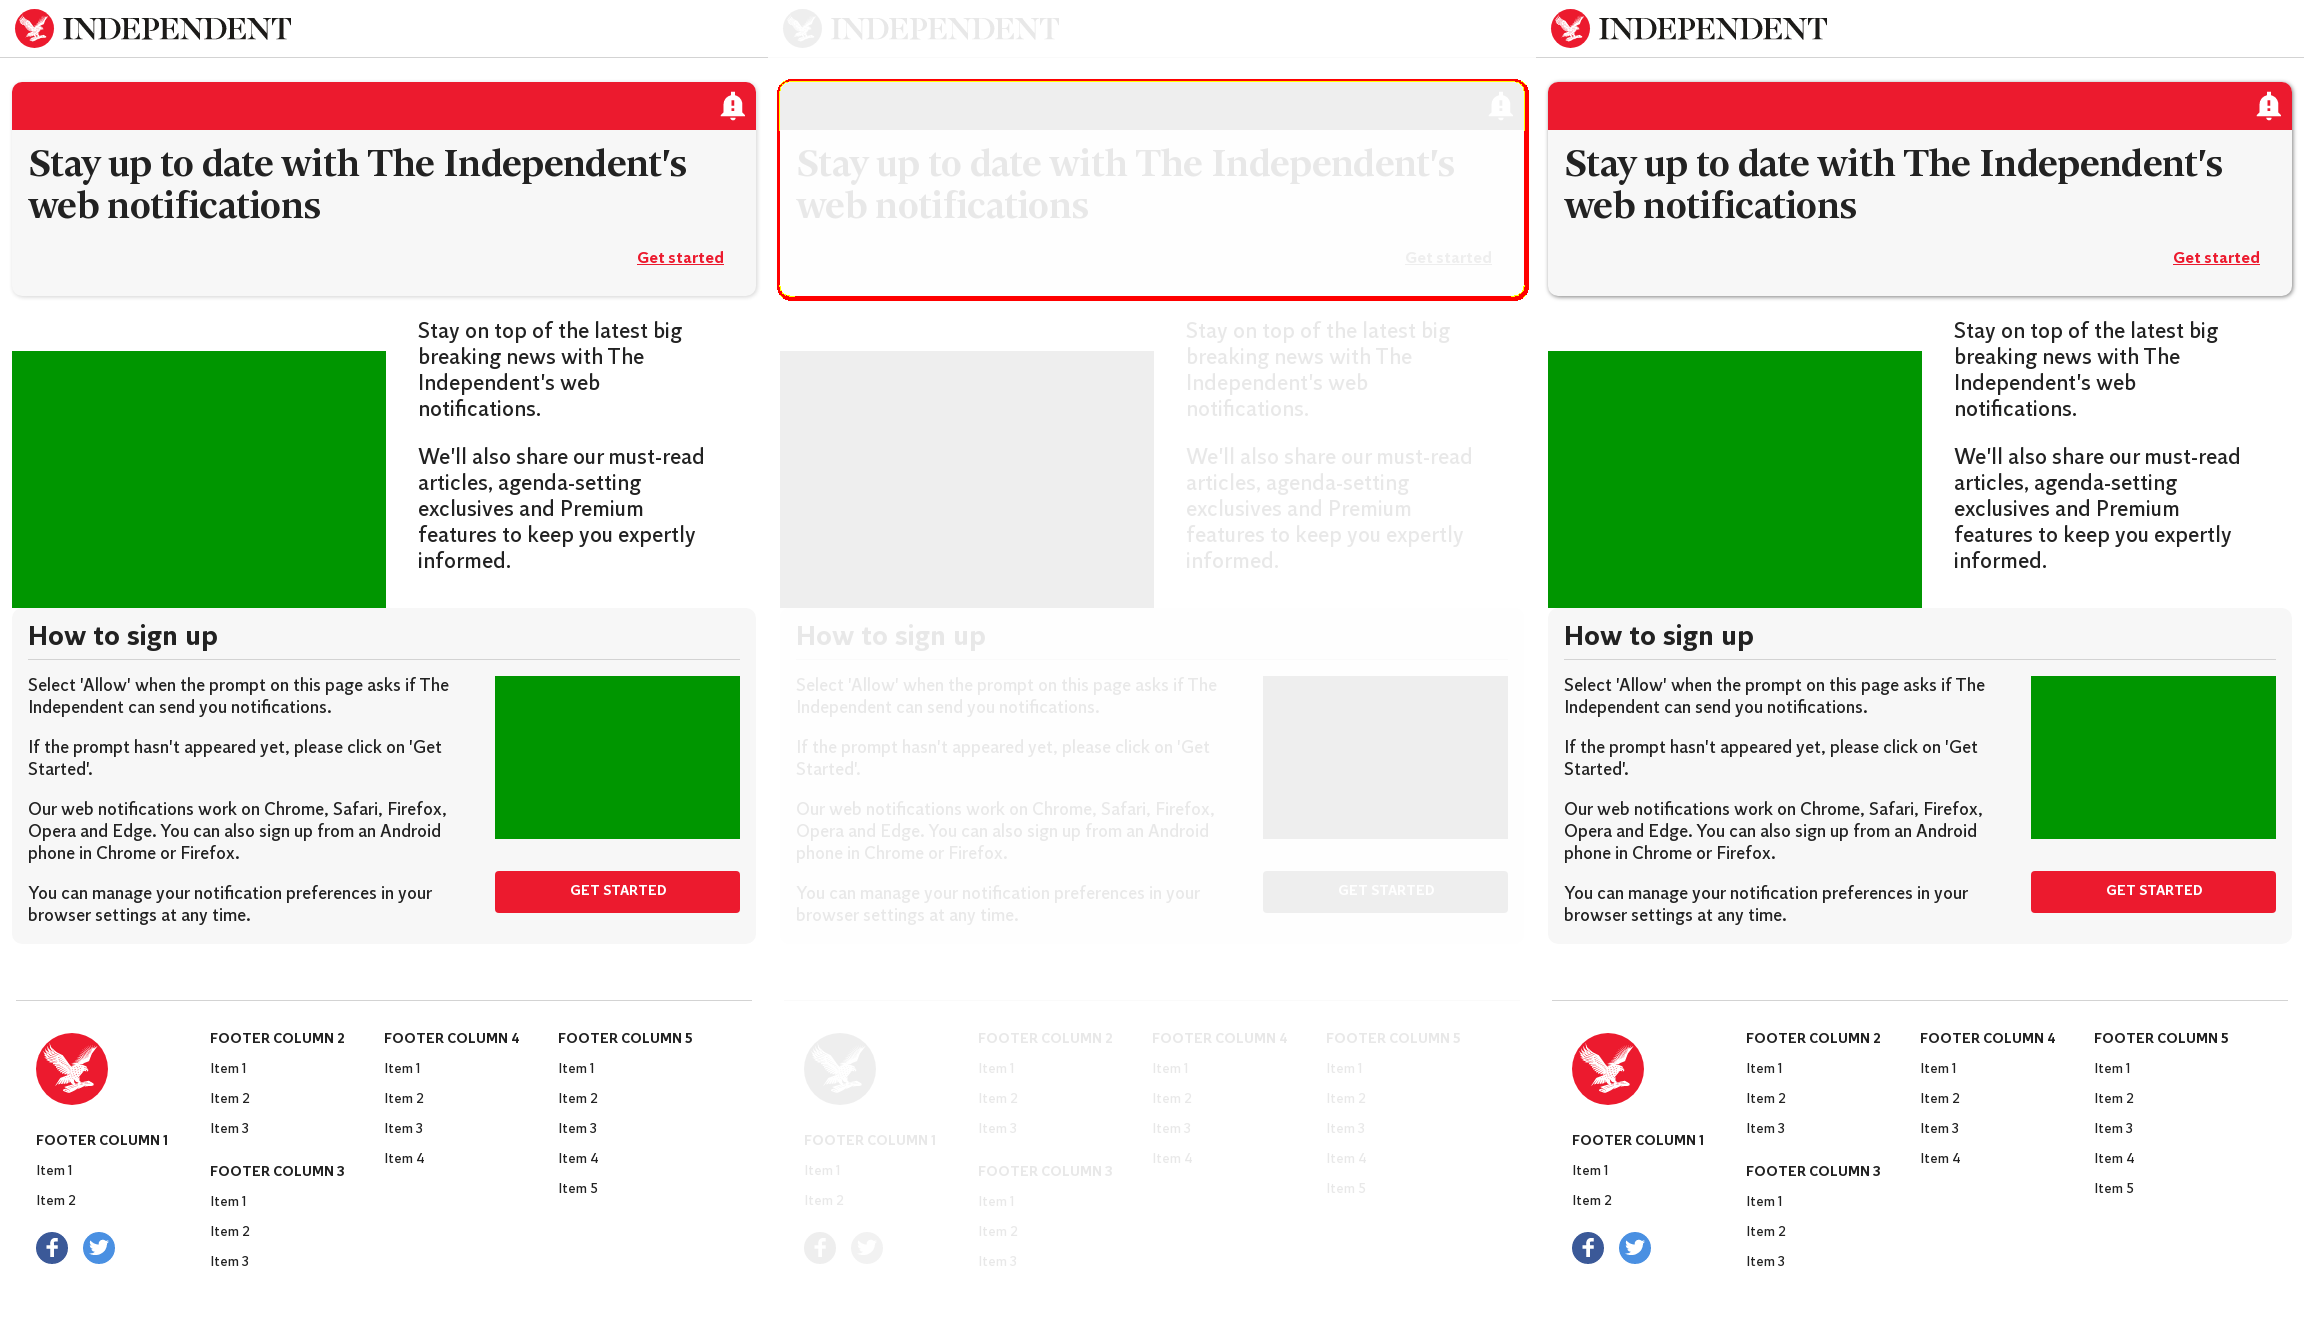 INDEPENDENT
Stay up to date with The Independent's
web notifications
Get started
Stay on top of the latest big
breaking news with The
Independent's web
notifications.
We'll also share our must-read
articles, agenda-setting
exclusives and Premium
features to keep you expertly
informed.
How to sign up
Select 'Allow' when the prompt on this page asks if The
Independent can send you notifications.
If the prompt hasn't appeared yet, please click on 'Get
Started'.
Our web notifications work on Chrome, Safari, Firefox,
Opera and Edge. You can also sign up from an Android
phone in Chrome or Firefox.
You can manage your notification preferences in your
browser settings at any time.
GET STARTED
FOOTER COLUMN 1
Item 1
Item 2
FOOTER COLUMN 2
Item 1
Item 2
Item 3
FOOTER COLUMN 3
Item 1
Item 2
Item 3
FOOTER COLUMN 4
Item 1
Item 2
Item 3
Item 4
FOOTER COLUMN 5
Item 1
Item 2
Item 3
Item 4
Item 5
INDEPENDENT
Stay up to date with The Independent's
web notifications
Get started
Stay on top of the latest big
breaking news with The
Independent's web
notifications.
We'll also share our must-read
articles, agenda-setting
exclusives and Premium
features to keep you expertly
informed.
How to sign up
Select 'Allow' when the prompt on this page asks if The
Independent can send you notifications.
If the prompt hasn't appeared yet, please click on 'Get
Started'.
Our web notifications work on Chrome, Safari, Firefox,
Opera and Edge. You can also sign up from an Android
phone in Chrome or Firefox.
You can manage your notification preferences in your
browser settings at any time.
GET STARTED
FOOTER COLUMN 1
Item 1
Item 2
FOOTER COLUMN 2
Item 1
Item 2
Item 3
FOOTER COLUMN 3
Item 1
Item 2
Item 3
FOOTER COLUMN 4
Item 1
Item 2
Item 3
Item 4
FOOTER COLUMN 5
Item 1
Item 2
Item 3
Item 4
Item 5
INDEPENDENT
Stay up to date with The Independent's
web notifications
Get started
Stay on top of the latest big
breaking news with The
Independent's web
notifications.
We'll also share our must-read
articles, agenda-setting
exclusives and Premium
features to keep you expertly
informed.
How to sign up
Select 'Allow' when the prompt on this page asks if The
Independent can send you notifications.
If the prompt hasn't appeared yet, please click on 'Get
Started'.
Our web notifications work on Chrome, Safari, Firefox,
Opera and Edge. You can also sign up from an Android
phone in Chrome or Firefox.
You can manage your notification preferences in your
browser settings at any time.
GET STARTED
FOOTER COLUMN 1
Item 1
Item 2
FOOTER COLUMN 2
Item 1
Item 2
Item 3
FOOTER COLUMN 3
Item 1
Item 2
Item 3
FOOTER COLUMN 4
Item 1
Item 2
Item 3
Item 4
FOOTER COLUMN 5
Item 1
Item 2
Item 3
Item 4
Item 5